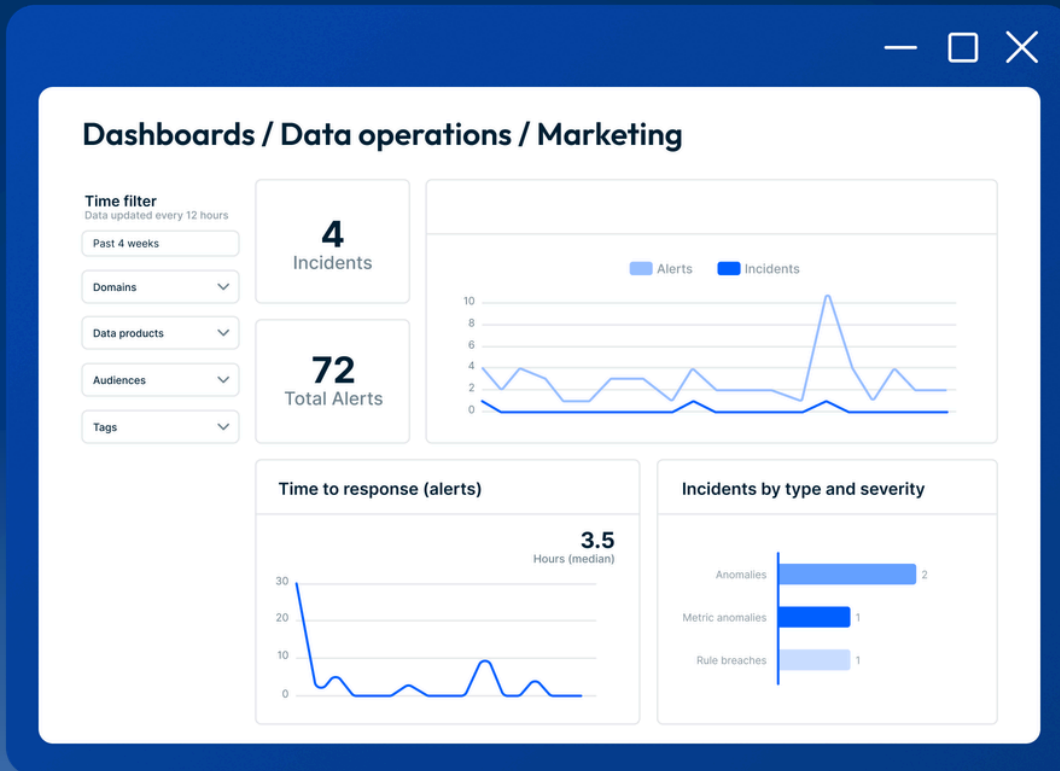 Dashboards / Data operations / Marketing
Time filter
Data updated every 12 hours
Past 4 weeks
Domains
Data products
Audiences
Tags
4
Incidents
72
Total Alerts
Alerts
Incidents
10
8
6
4
2
0
Time to response (alerts)
3.5
Hours (median)
30
20
10
0
Incidents by type and severity
Anomalies 2
Metric anomalies 1
Rule breaches 1